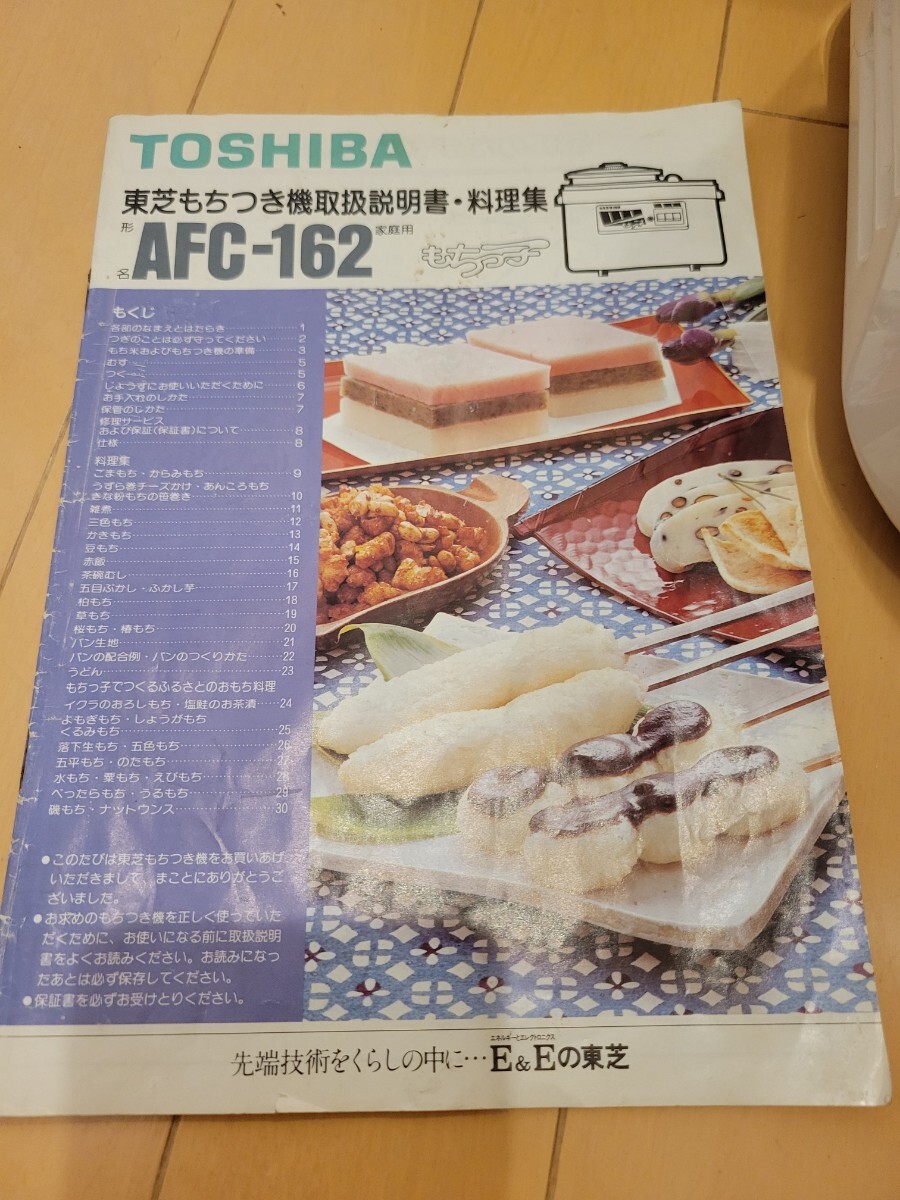 TOSHIBA
東芝もちつき機取扱説明書・料理集
形名 AFC-162 家庭用 もちっ子
もくじ
各部のなまえとはたらき 1
つぎのことは必ず守ってください 2
もち米およびもちつき機の準備 3
むす 5
つく 5
じょうずにお使いいただくために 6
お手入れのしかた 7
保管のしかた 7
修理サービス
および保証(保証書)について 8
仕様 8
料理集
ごまもち・からみもち 9
うずら巻チーズかけ・あんころもち
きな粉もちの笹巻き 10
雑煮 11
三色もち 12
かきもち 13
豆もち 14
赤飯 15
茶碗むし 16
五目ぶかし・ふかし芋 17
柏もち 18
草もち 19
桜もち・椿もち 20
パン生地 21
パンの配合例・パンのつくりかた 22
うどん 23
もちっ子でつくるふるさとのおもち料理
イクラのおろしもち・塩鮭のお茶漬 24
よもぎもち・しょうがもち
くるみもち 25
落下生もち・五色もち 26
五平もち・のたもち 27
水もち・粟もち・えびもち 28
べったらもち・うるもち 29
磯もち・ナットウンス 30
●このたびは東芝もちつき機をお買いあげ
いただきまして、まことにありがとうご
ざいました。
●お求めのもちつき機を正しく使っていた
だくために、お使いになる前に取扱説明
書をよくお読みください。お読みになっ
たあとは必ず保存してください。
●保証書を必ずお受けとりください。
エネルギーとエレクトロニクス
先端技術をくらしの中に…E&Eの東芝